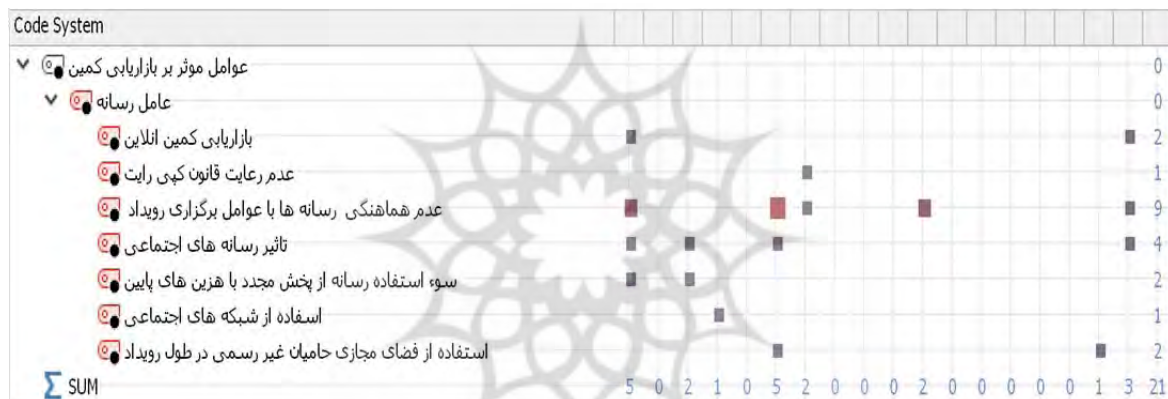 Code System
عوامل موثر بر بازاریابی کمین 0
عامل رسانه 0
بازاریابی کمین انلاین 2
عدم رعایت قانون کپی رایت 1
عدم هماهنگی رسانه ها با عوامل برگزاری رویداد 9
تاثیر رسانه های اجتماعی 4
سوء استفاده رسانه از پخش مجدد با هزین های پایین 2
اسفاده از شبکه های اجتماعی 1
استفاده از فضای مجازی حامیان غیر رسمی در طول رویداد 2
Σ SUM 5 0 2 1 0 5 2 0 0 0 2 0 0 0 0 0 1 3 21